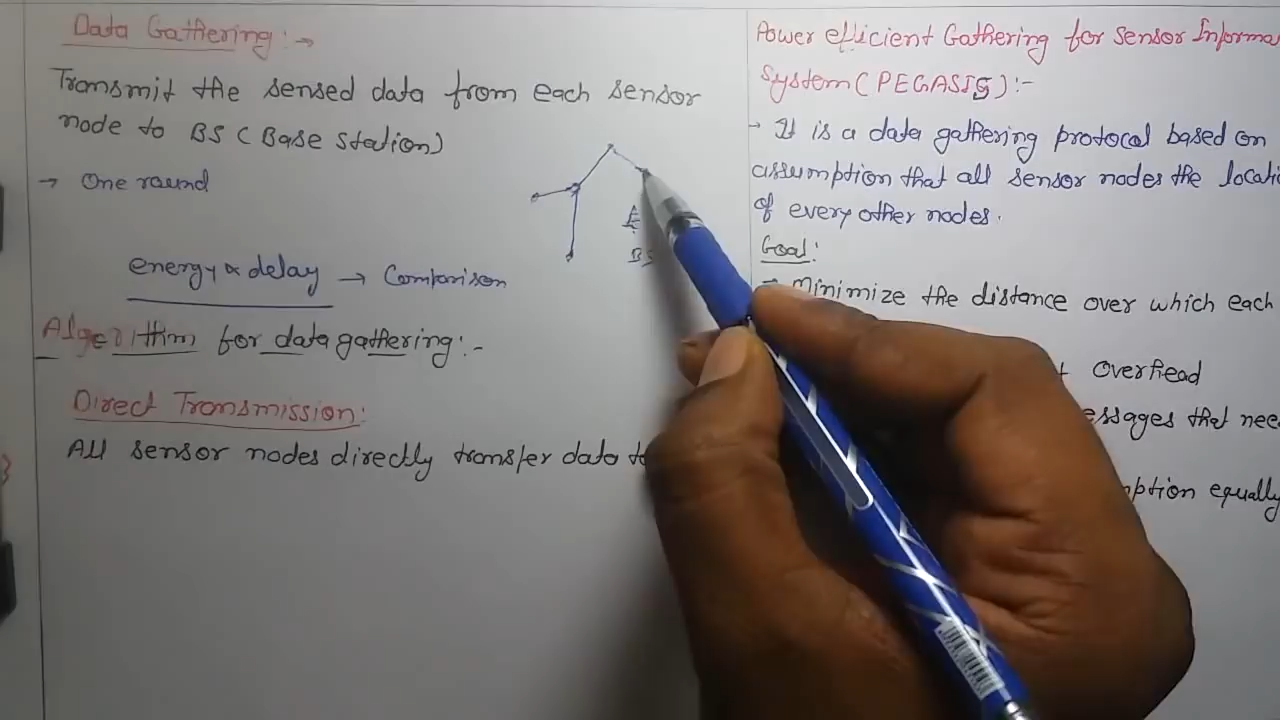 Data Gathering :→
Transmit the sensed data from each sensor
node to BS ( Base station)
→ One round
BS
energy × delay → Comparison
Algorithm for data gathering :-
Direct Transmission:
All sensor nodes directly transfer data to
Power efficient Gathering for sensor Informa
System ( PEGASIS ) :-
→ It is a data gathering protocol based on
assumption that all sensor nodes the locati
of every other nodes.
Goal:
→ Minimize the distance over which each
overhead
essages that nee
mption equally